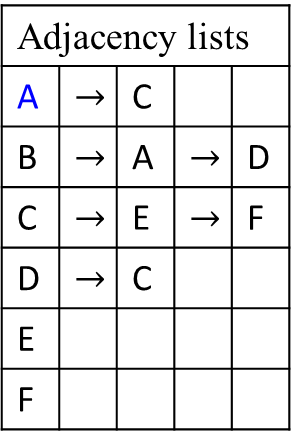 Adjacency lists
A → C
B → A → D
C → E → F
D → C
E
F